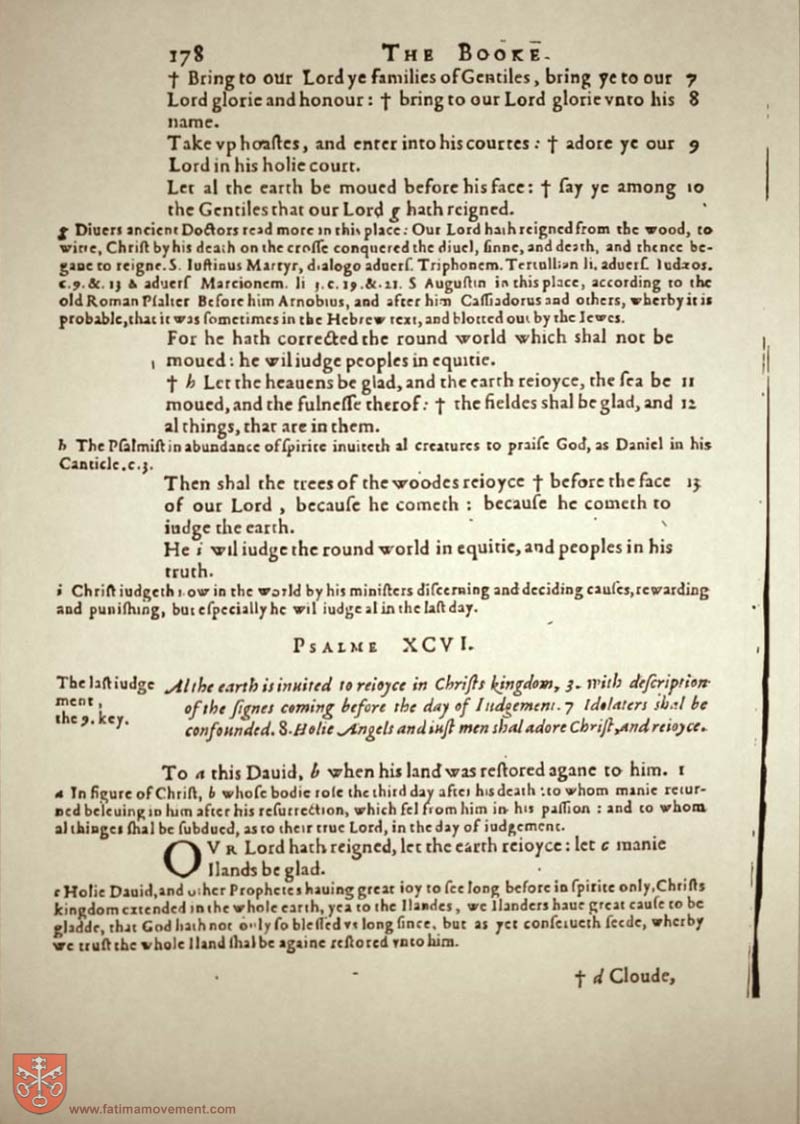 178 THE BOOKE.
† Bring to our Lord ye families of Gentiles, bring ye to our 7
Lord glorie and honour: † bring to our Lord glorie vnto his 8
name.
Take vp hoastes, and enter into his courtes: † adore ye our 9
Lord in his holie court.
Let al the earth be moued before his face: † ſay ye among 10
the Gentiles that our Lord g hath reigned.
g Diuers ancient Doctors read more in this place: Our Lord hath reigned from the wood, to
witte, Chriſt by his death on the croſſe conquered the diuel, ſinne, and death, and thence be-
gane to reigne. S. Iuſtinus Martyr, dialogo aduerſ. Triphonem. Tertullian li. aduerſ. Iudæos.
c. 9. &. 13 & aduerſ Marcionem. li 3. c. 19. &. 21. S Auguſtin in this place, according to the
old Roman Pſalter Before him Arnobius, and after him Caſſiadorus and others, wherby it is
probable, that it was ſometimes in the Hebrew text, and blotted out by the Iewes.
For he hath corrected the round world which shal not be
moued: he wil iudge peoples in equitie.
† h Let the heauens be glad, and the earth reioyce, the ſea be 11
moued, and the fulneſſe therof: † the fieldes shal be glad, and 12
al things, that are in them.
h The Pſalmiſt in abundance of ſpirite inuiteth al creatures to praiſe God, as Daniel in his
Canticle. c. 3.
Then shal the trees of the woodes reioyce † before the face 13
of our Lord, becauſe he cometh: becauſe he cometh to
iudge the earth.
He i wil iudge the round world in equitie, and peoples in his
truth.
i Chriſt iudgeth now in the world by his miniſters diſcerning and deciding cauſes, rewarding
and puniſhing, but eſpecially he wil iudge al in the laſt day.
PSALME XCVI.
The laſt iudge
ment,
the 9. key.
Al the earth is inuited to reioyce in Chriſts kingdom, 3. with deſcription
of the ſignes coming before the day of Iudgement. 7 Idolaters shal be
confounded. 8. Holie Angels and iuſt men shal adore Chriſt, and reioyce.
To a this Dauid, b when his land was reſtored agane to him. 1
a In figure of Chriſt, b whoſe bodie roſe the third day after his death: to whom manie retur-
ned beleuing in him after his reſurrection, which fel from him in his paſſion: and to whom
al thinges ſhal be ſubdued, as to their true Lord, in the day of iudgement.
OVR Lord hath reigned, let the earth reioyce: let c manie
Ilands be glad.
c Holie Dauid, and other Prophetes hauing great ioy to ſee long before in ſpirite only, Chriſts
kingdom extended in the whole earth, yea to the Ilandes, we Ilanders haue great cauſe to be
gladde, that God hath not only ſo bleſſed vs long ſince, but as yet conſerueth ſeede, wherby
we truſt the whole Iland ſhal be againe reſtored vnto him.
† d Cloude,
www.fatimamovement.com